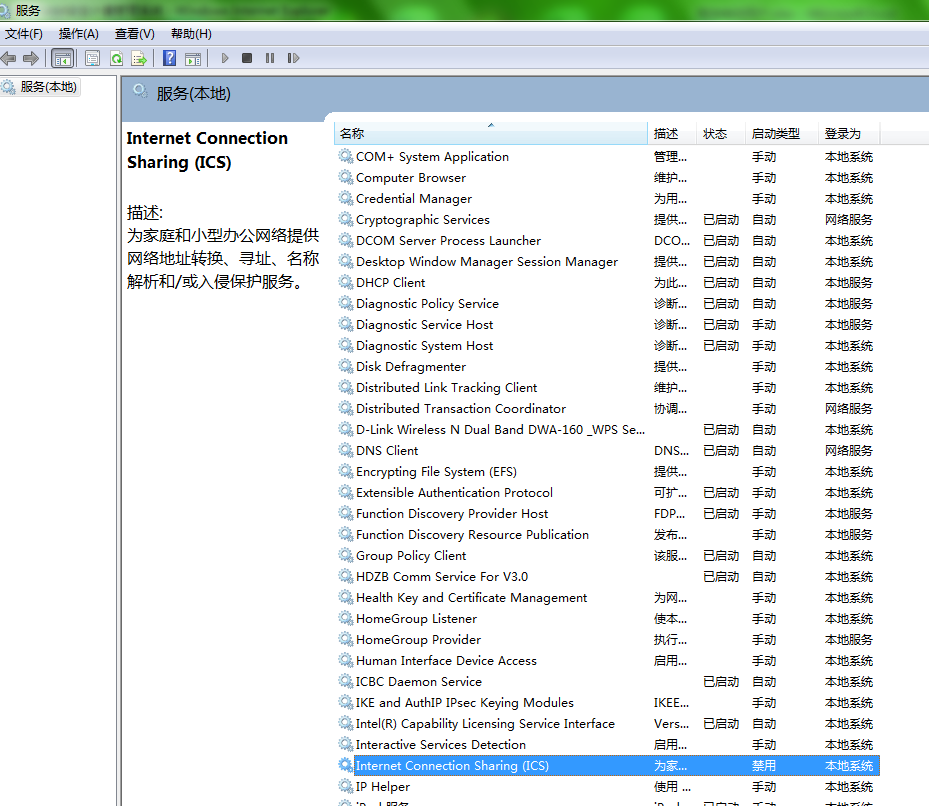 服务
文件(F) 操作(A) 查看(V) 帮助(H)
服务(本地)
服务(本地)
Internet Connection
Sharing (ICS)
描述:
为家庭和小型办公网络提供
网络地址转换、寻址、名称
解析和/或入侵保护服务。
名称 描述 状态 启动类型 登录为
COM+ System Application 管理... 手动 本地系统
Computer Browser 维护... 手动 本地系统
Credential Manager 为用... 手动 本地系统
Cryptographic Services 提供... 已启动 自动 网络服务
DCOM Server Process Launcher DCO... 已启动 自动 本地系统
Desktop Window Manager Session Manager 提供... 已启动 自动 本地系统
DHCP Client 为此... 已启动 自动 本地服务
Diagnostic Policy Service 诊断... 已启动 自动 本地服务
Diagnostic Service Host 诊断... 已启动 手动 本地服务
Diagnostic System Host 诊断... 已启动 手动 本地系统
Disk Defragmenter 提供... 手动 本地系统
Distributed Link Tracking Client 维护... 手动 本地系统
Distributed Transaction Coordinator 协调... 手动 网络服务
D-Link Wireless N Dual Band DWA-160 _WPS Se... 已启动 自动 本地系统
DNS Client DNS... 已启动 自动 网络服务
Encrypting File System (EFS) 提供... 手动 本地系统
Extensible Authentication Protocol 可扩... 已启动 手动 本地系统
Function Discovery Provider Host FDP... 已启动 手动 本地服务
Function Discovery Resource Publication 发布... 手动 本地服务
Group Policy Client 该服... 已启动 自动 本地系统
HDZB Comm Service For V3.0 已启动 自动 本地系统
Health Key and Certificate Management 为网... 手动 本地系统
HomeGroup Listener 使本... 手动 本地系统
HomeGroup Provider 执行... 手动 本地服务
Human Interface Device Access 启用... 手动 本地系统
ICBC Daemon Service 已启动 自动 本地系统
IKE and AuthIP IPsec Keying Modules IKEE... 手动 本地系统
Intel(R) Capability Licensing Service Interface Vers... 已启动 自动 本地系统
Interactive Services Detection 启用... 手动 本地系统
Internet Connection Sharing (ICS) 为家... 禁用 本地系统
IP Helper 使用 ... 手动 本地系统